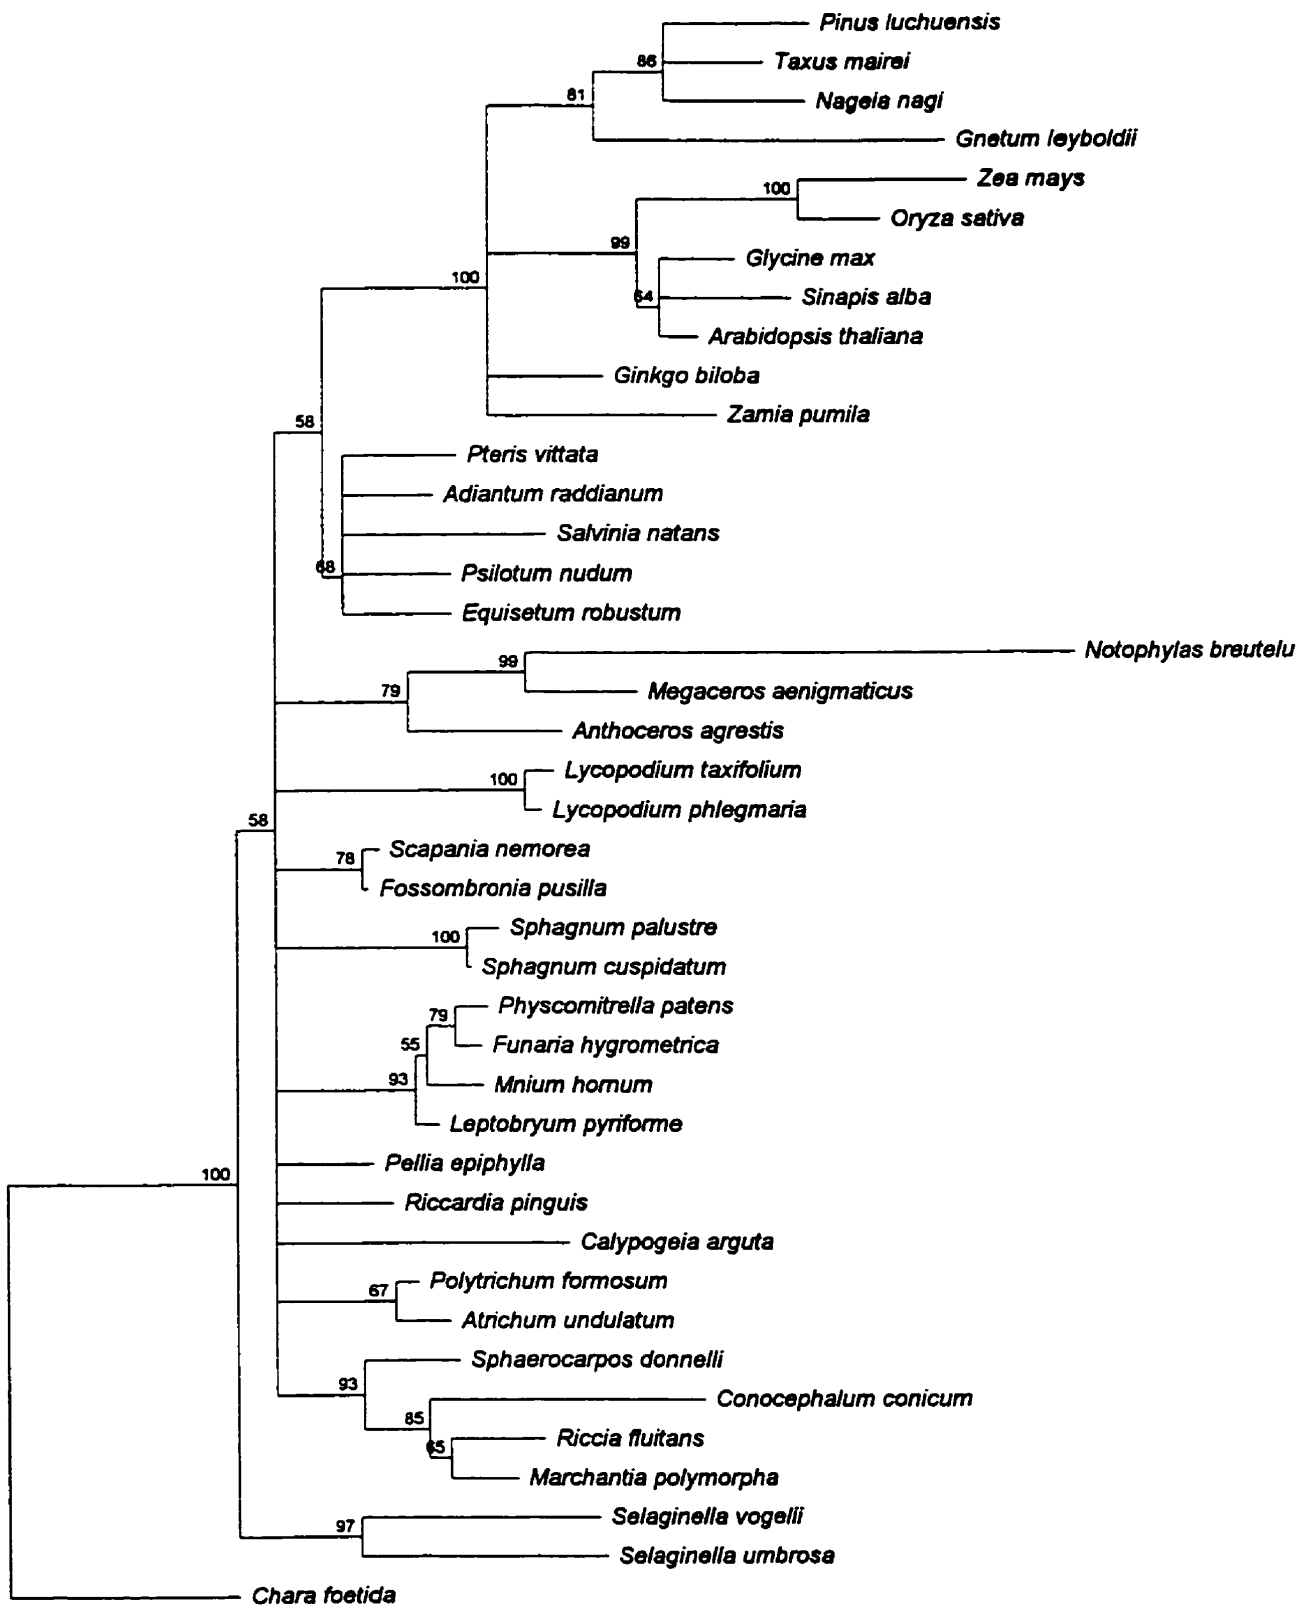 Pinus luchuensis
86
Taxus mairei
81
Nageia nagi
Gnetum leyboldii
100
Zea mays
Oryza sativa
99
Glycine max
100
64
Sinapis alba
Arabidopsis thaliana
Ginkgo biloba
Zamia pumila
58
Pteris vittata
Adiantum raddianum
Salvinia natans
68
Psilotum nudum
Equisetum robustum
Notophylas breutelu
99
79
Megaceros aenigmaticus
Anthoceros agrestis
Lycopodium taxifolium
100
Lycopodium phlegmaria
58
Scapania nemorea
78
Fossombronia pusilla
Sphagnum palustre
100
Sphagnum cuspidatum
Physcomitrella patens
79
Funaria hygrometrica
55
Mnium hornum
93
Leptobryum pyriforme
Pellia epiphylla
100
Riccardia pinguis
Calypogeia arguta
Polytrichum formosum
67
Atrichum undulatum
Sphaerocarpos donnelli
93
Conocephalum conicum
85
Riccia fluitans
65
Marchantia polymorpha
Selaginella vogelii
97
Selaginella umbrosa
Chara foetida